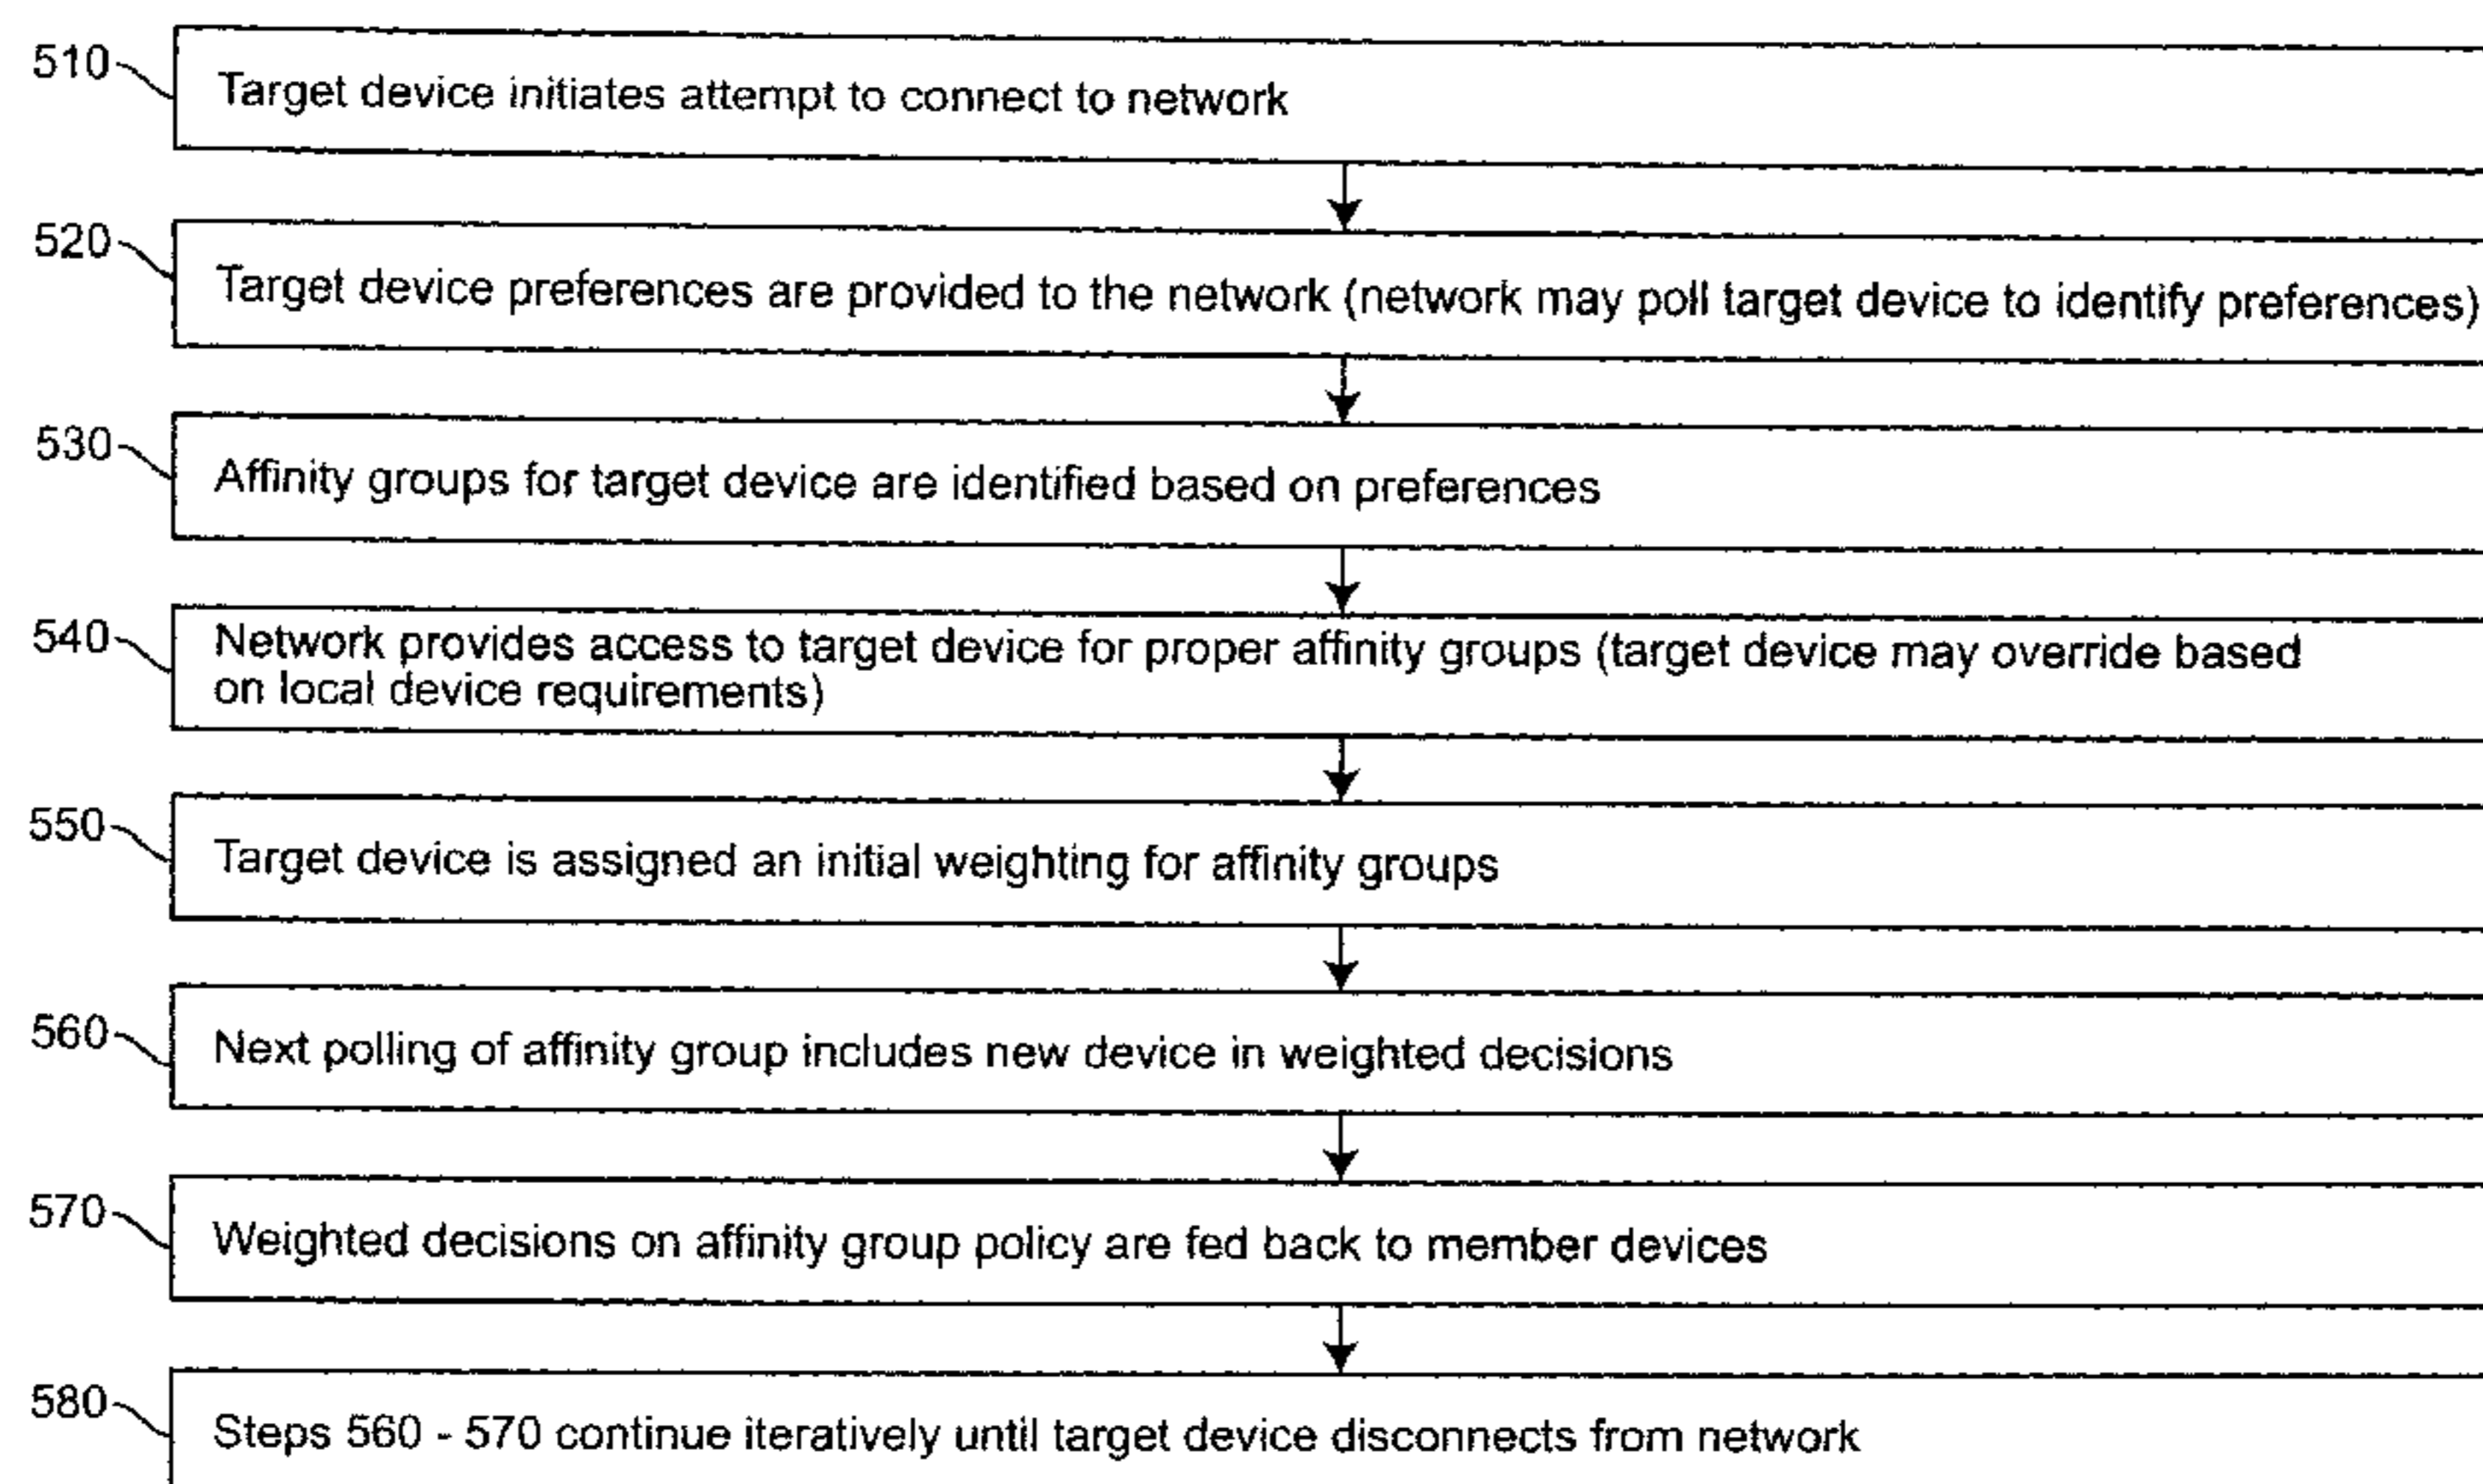 510
Target device initiates attempt to connect to network
520
Target device preferences are provided to the network (network may poll target device to identify preferences)
530
Affinity groups for target device are identified based on preferences
540
Network provides access to target device for proper affinity groups (target device may override based
on local device requirements)
550
Target device is assigned an initial weighting for affinity groups
560
Next polling of affinity group includes new device in weighted decisions
570
Weighted decisions on affinity group policy are fed back to member devices
580
Steps 560 - 570 continue iteratively until target device disconnects from network